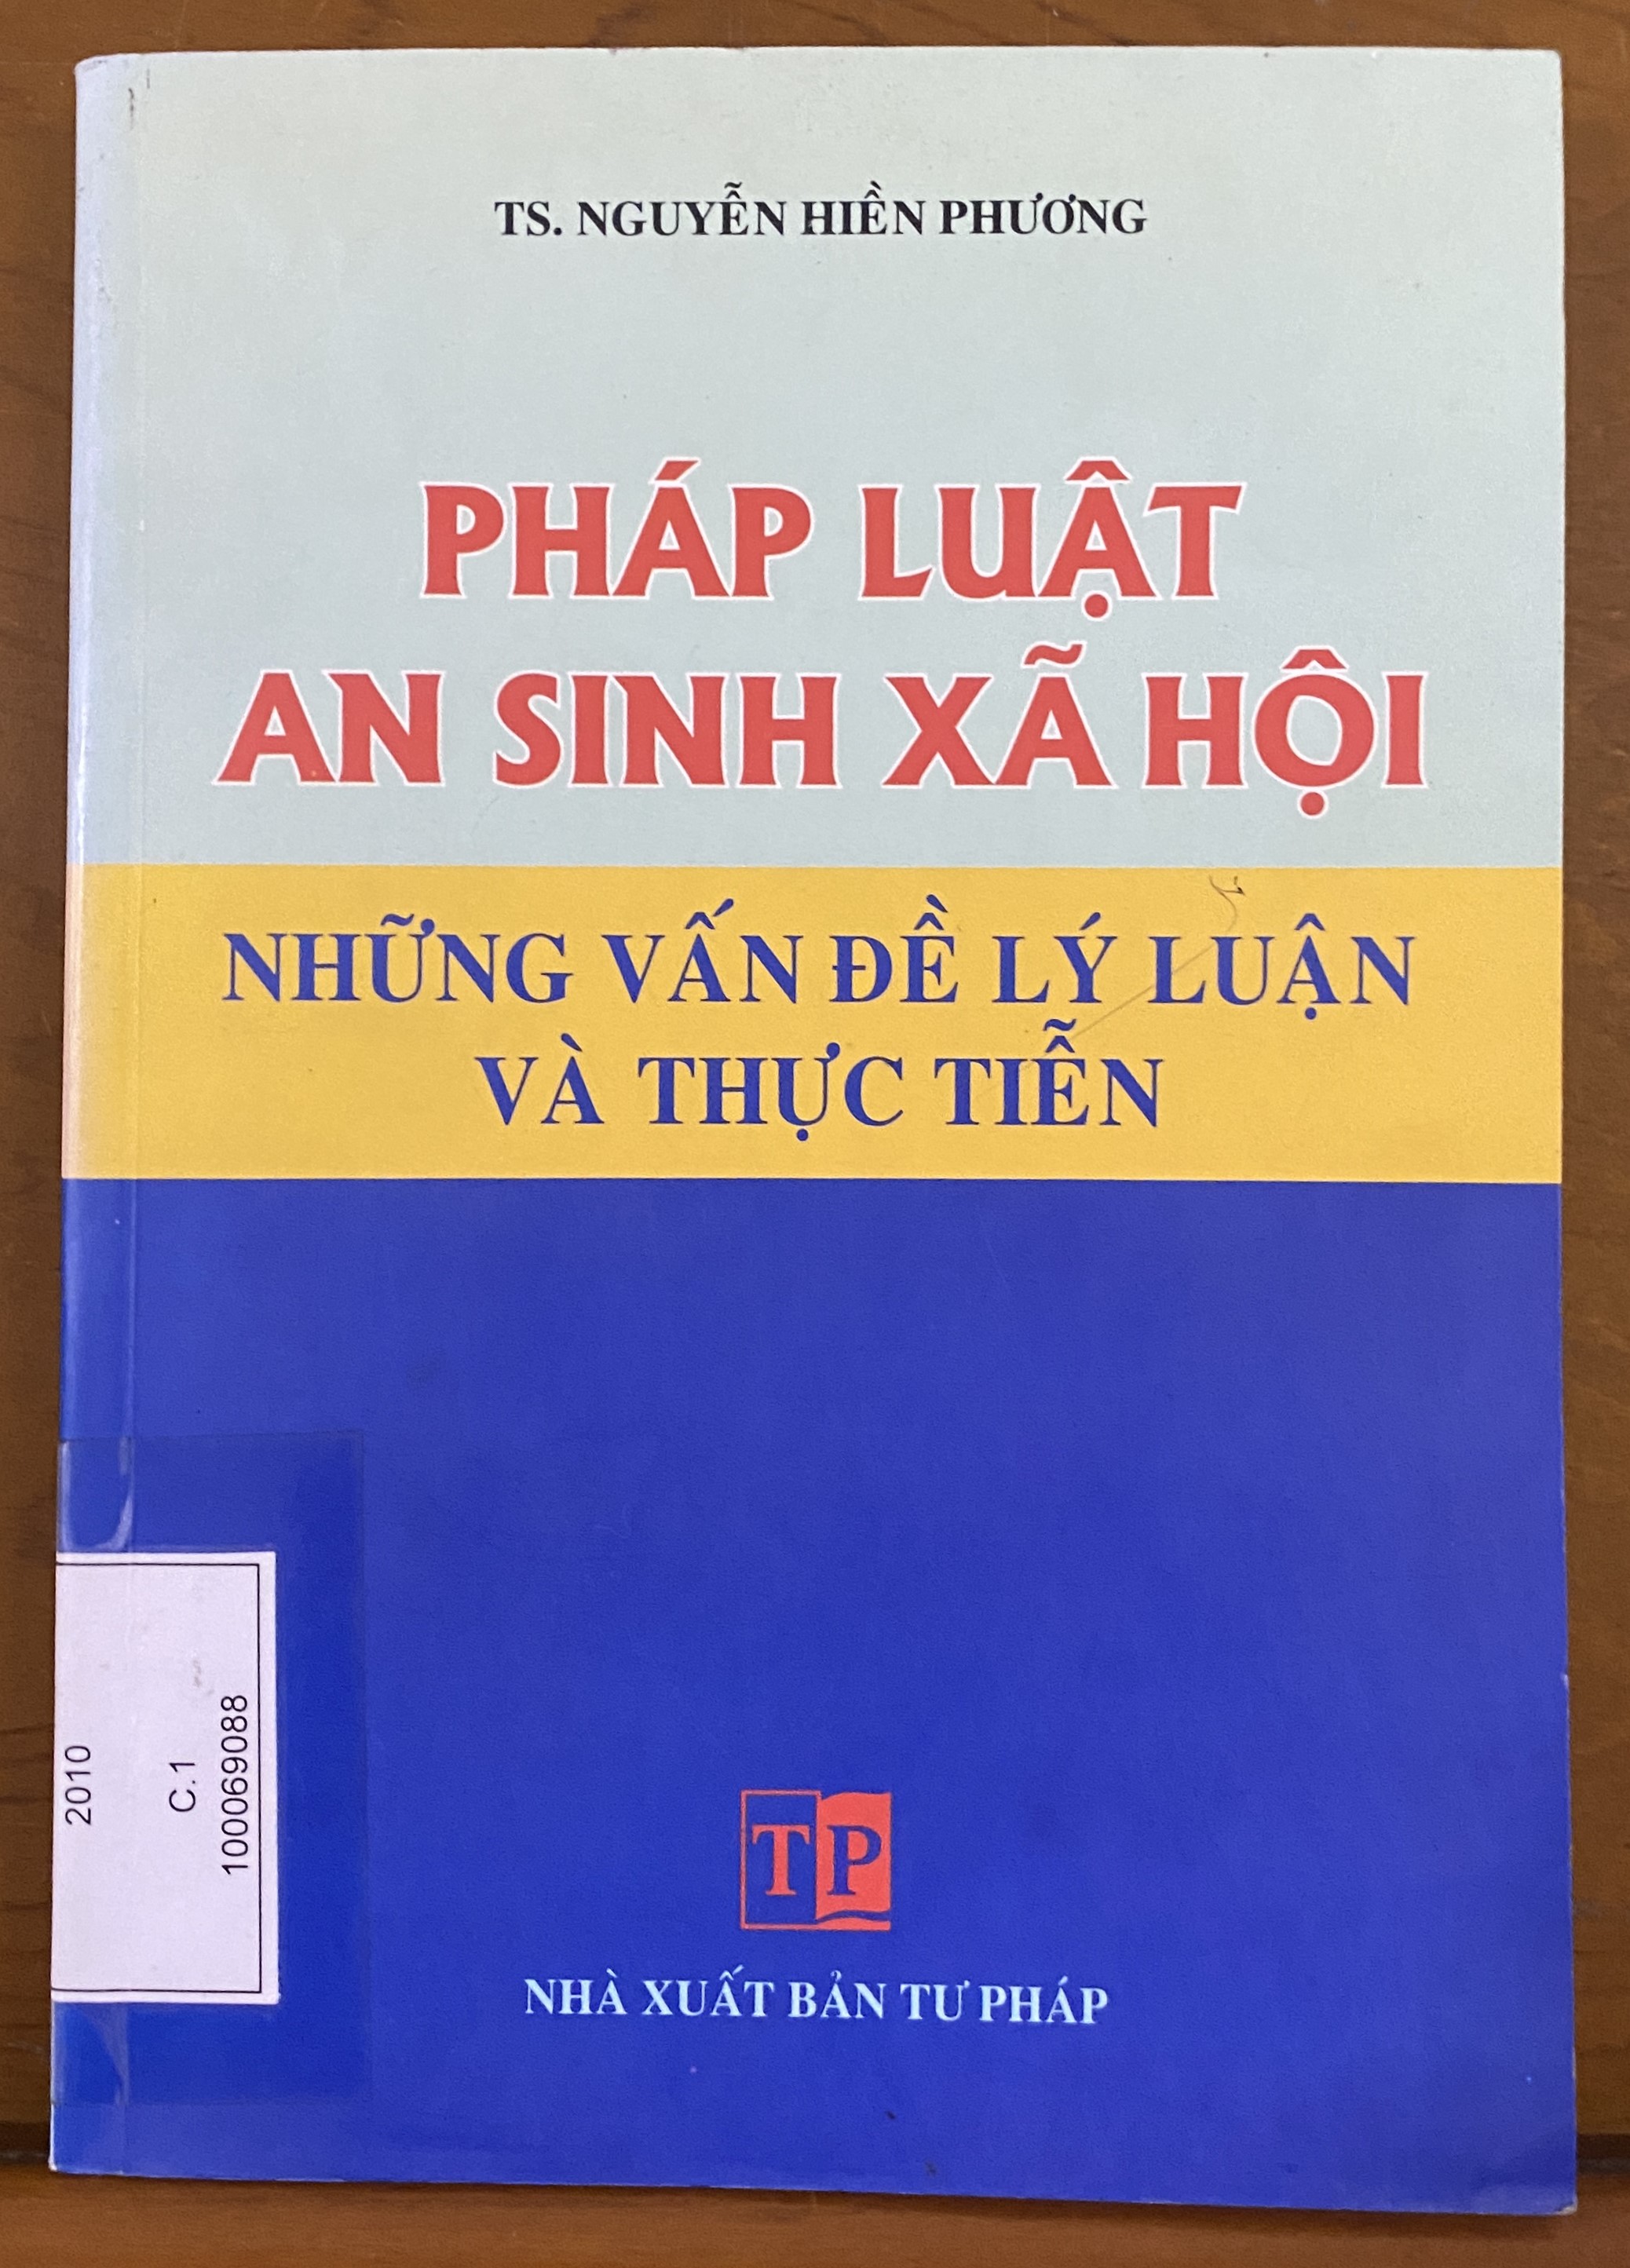 TS. NGUYỄN HIỀN PHƯƠNG
PHÁP LUẬT
AN SINH XÃ HỘI
NHỮNG VẤN ĐỀ LÝ LUẬN
VÀ THỰC TIỄN
2010
C.1
100069088
TP
NHÀ XUẤT BẢN TƯ PHÁP